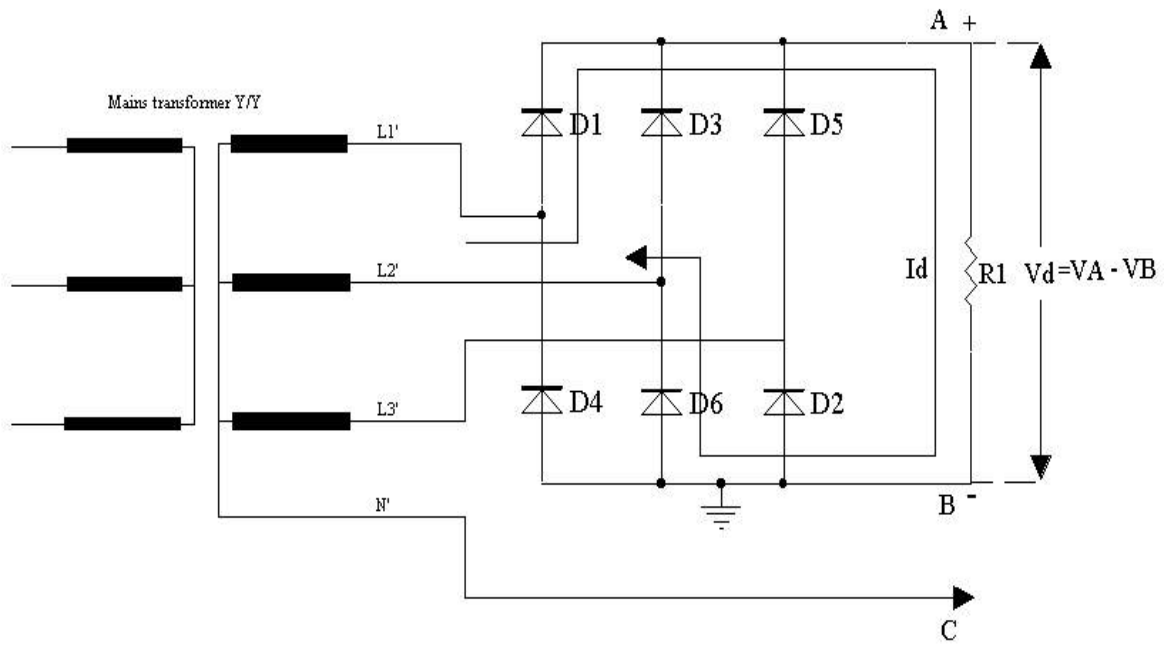 A +
Mains transformer Y/Y
L1'
D1
D3
D5
L2'
Id
R1
Vd=VA - VB
L3'
D4
D6
D2
N'
B -
C